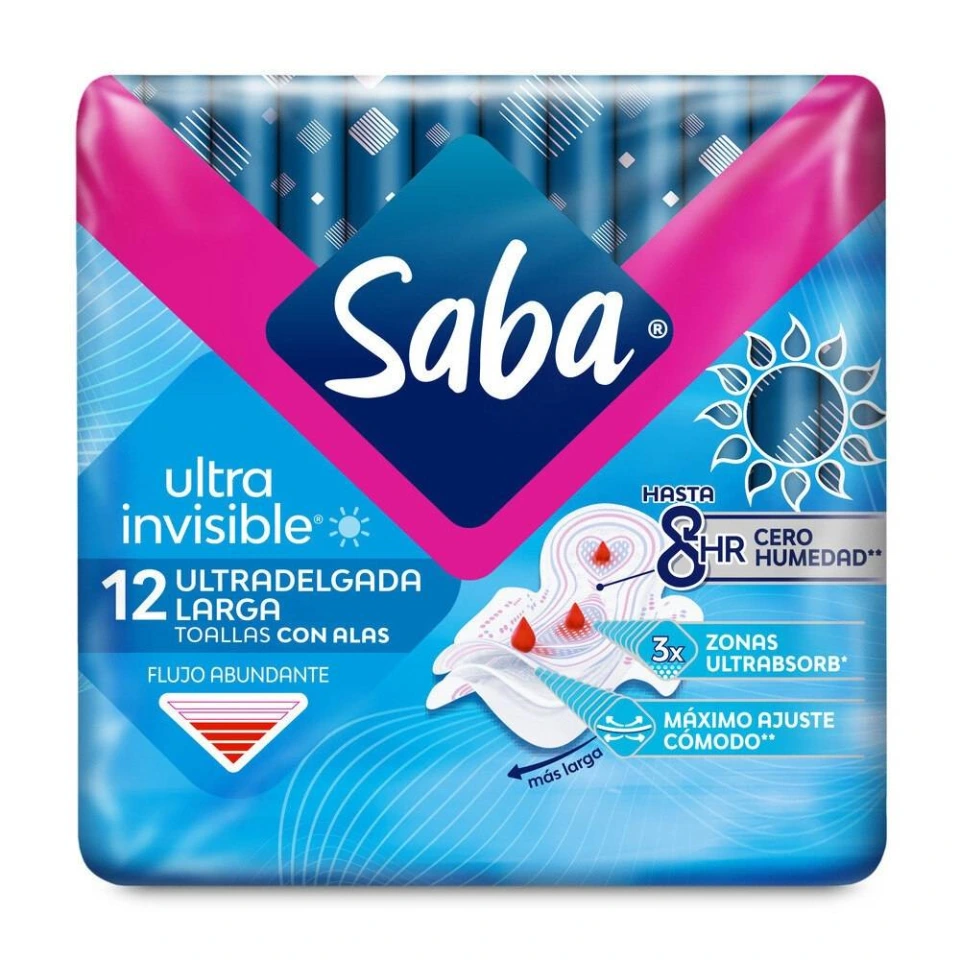 Saba®
ultra
invisible®
12 ULTRADELGADA
LARGA
TOALLAS CON ALAS
FLUJO ABUNDANTE
HASTA
8HR
CERO
HUMEDAD**
3x
ZONAS
ULTRABSORB*
MÁXIMO AJUSTE
CÓMODO**
más larga